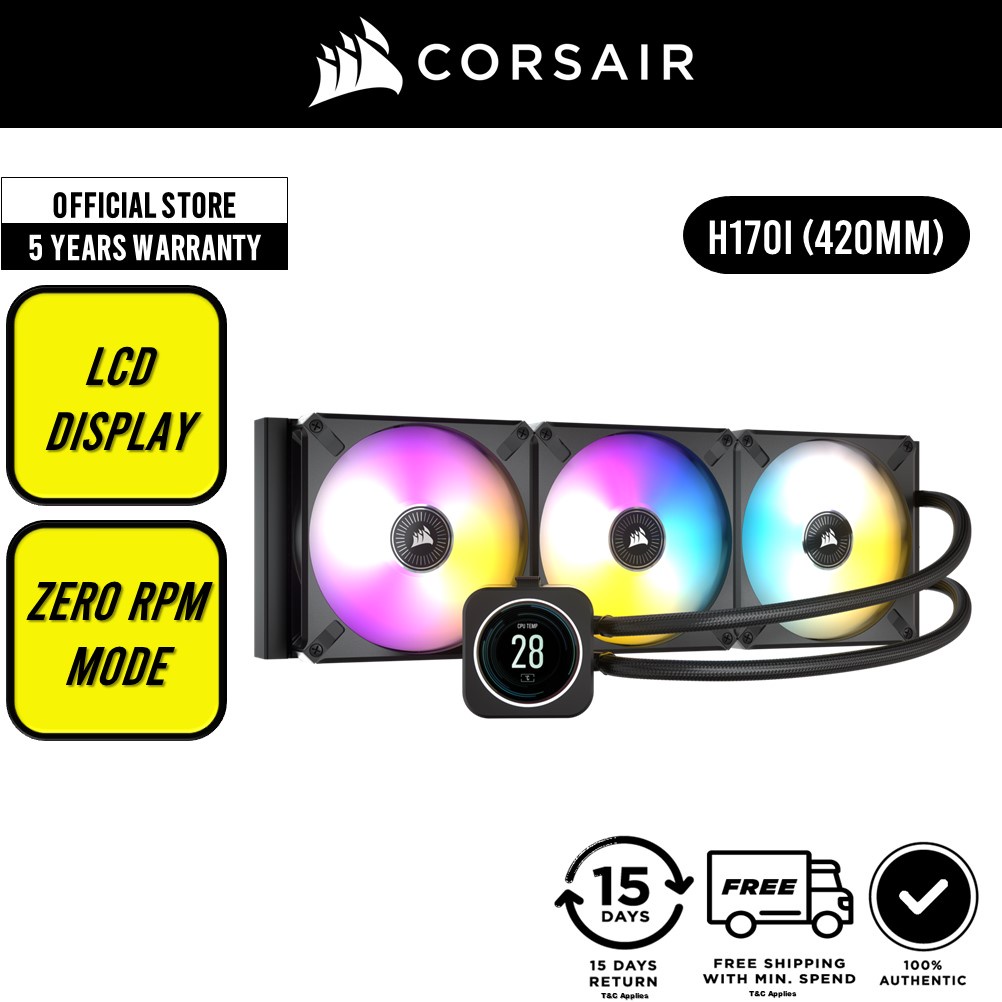 CORSAIR
OFFICIAL STORE
5 YEARS WARRANTY
H170I (420MM)
LCD
DISPLAY
ZERO RPM
MODE
CPU TEMP
28
°C
15
DAYS
15 DAYS
RETURN
T&C Applies
FREE
FREE SHIPPING
WITH MIN. SPEND
T&C Applies
100%
AUTHENTIC